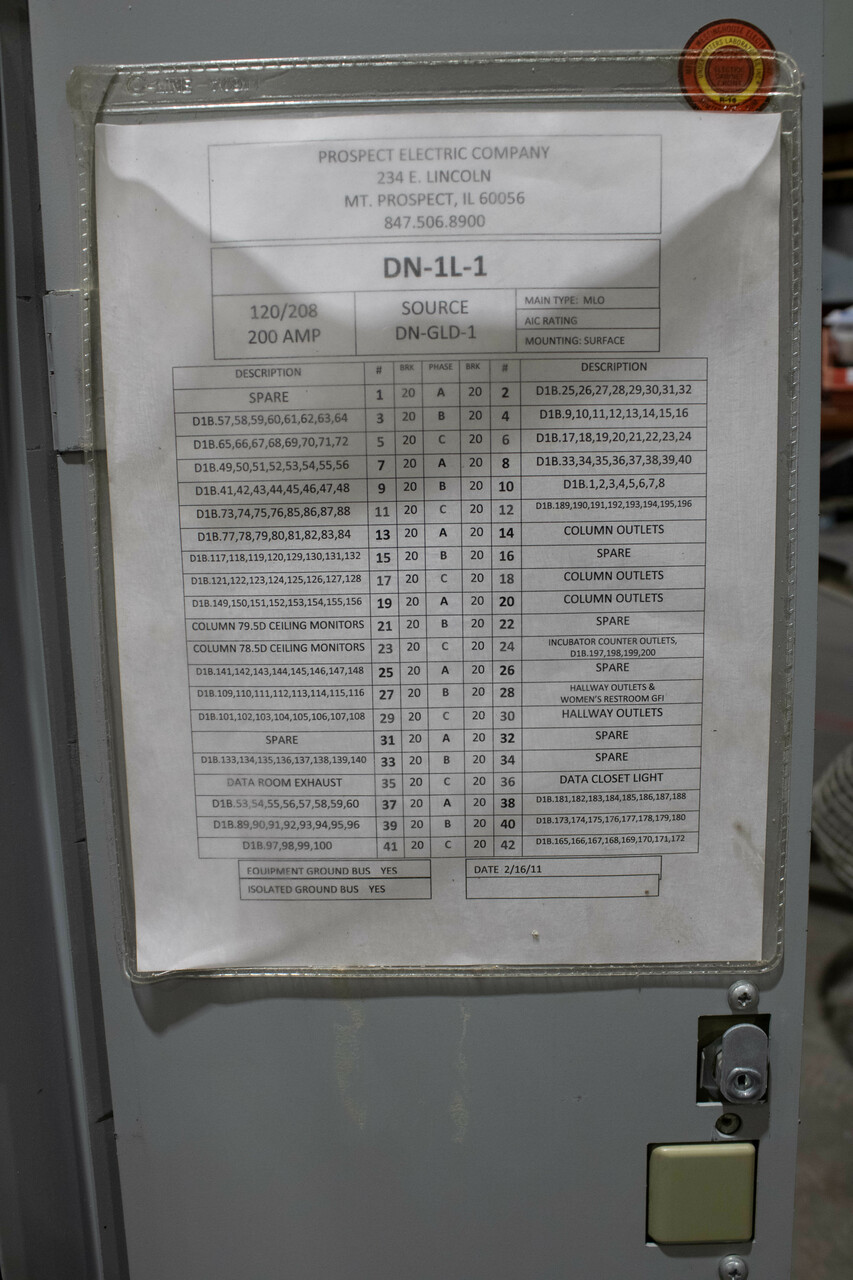 PROSPECT ELECTRIC COMPANY
234 E. LINCOLN
MT. PROSPECT, IL 60056
847.506.8900
DN-1L-1
120/208
200 AMP
SOURCE
DN-GLD-1
MAIN TYPE: MLO
AIC RATING
MOUNTING: SURFACE
DESCRIPTION # BRK PHASE BRK # DESCRIPTION
SPARE 1 20 A 20 2 D1B.25,26,27,28,29,30,31,32
D1B.57,58,59,60,61,62,63,64 3 20 B 20 4 D1B.9,10,11,12,13,14,15,16
D1B.65,66,67,68,69,70,71,72 5 20 C 20 6 D1B.17,18,19,20,21,22,23,24
D1B.49,50,51,52,53,54,55,56 7 20 A 20 8 D1B.33,34,35,36,37,38,39,40
D1B.41,42,43,44,45,46,47,48 9 20 B 20 10 D1B.1,2,3,4,5,6,7,8
D1B.73,74,75,76,85,86,87,88 11 20 C 20 12 D1B.189,190,191,192,193,194,195,196
D1B.77,78,79,80,81,82,83,84 13 20 A 20 14 COLUMN OUTLETS
D1B.117,118,119,120,129,130,131,132 15 20 B 20 16 SPARE
D1B.121,122,123,124,125,126,127,128 17 20 C 20 18 COLUMN OUTLETS
D1B.149,150,151,152,153,154,155,156 19 20 A 20 20 COLUMN OUTLETS
COLUMN 79.5D CEILING MONITORS 21 20 B 20 22 SPARE
COLUMN 78.5D CEILING MONITORS 23 20 C 20 24 INCUBATOR COUNTER OUTLETS,
D1B.197,198,199,200
D1B.141,142,143,144,145,146,147,148 25 20 A 20 26 SPARE
D1B.109,110,111,112,113,114,115,116 27 20 B 20 28 HALLWAY OUTLETS &
WOMEN'S RESTROOM GFI
D1B.101,102,103,104,105,106,107,108 29 20 C 20 30 HALLWAY OUTLETS
SPARE 31 20 A 20 32 SPARE
D1B.133,134,135,136,137,138,139,140 33 20 B 20 34 SPARE
DATA ROOM EXHAUST 35 20 C 20 36 DATA CLOSET LIGHT
D1B.53,54,55,56,57,58,59,60 37 20 A 20 38 D1B.181,182,183,184,185,186,187,188
D1B.89,90,91,92,93,94,95,96 39 20 B 20 40 D1B.173,174,175,176,177,178,179,180
D1B.97,98,99,100 41 20 C 20 42 D1B.165,166,167,168,169,170,171,172
EQUIPMENT GROUND BUS YES
ISOLATED GROUND BUS YES
DATE 2/16/11